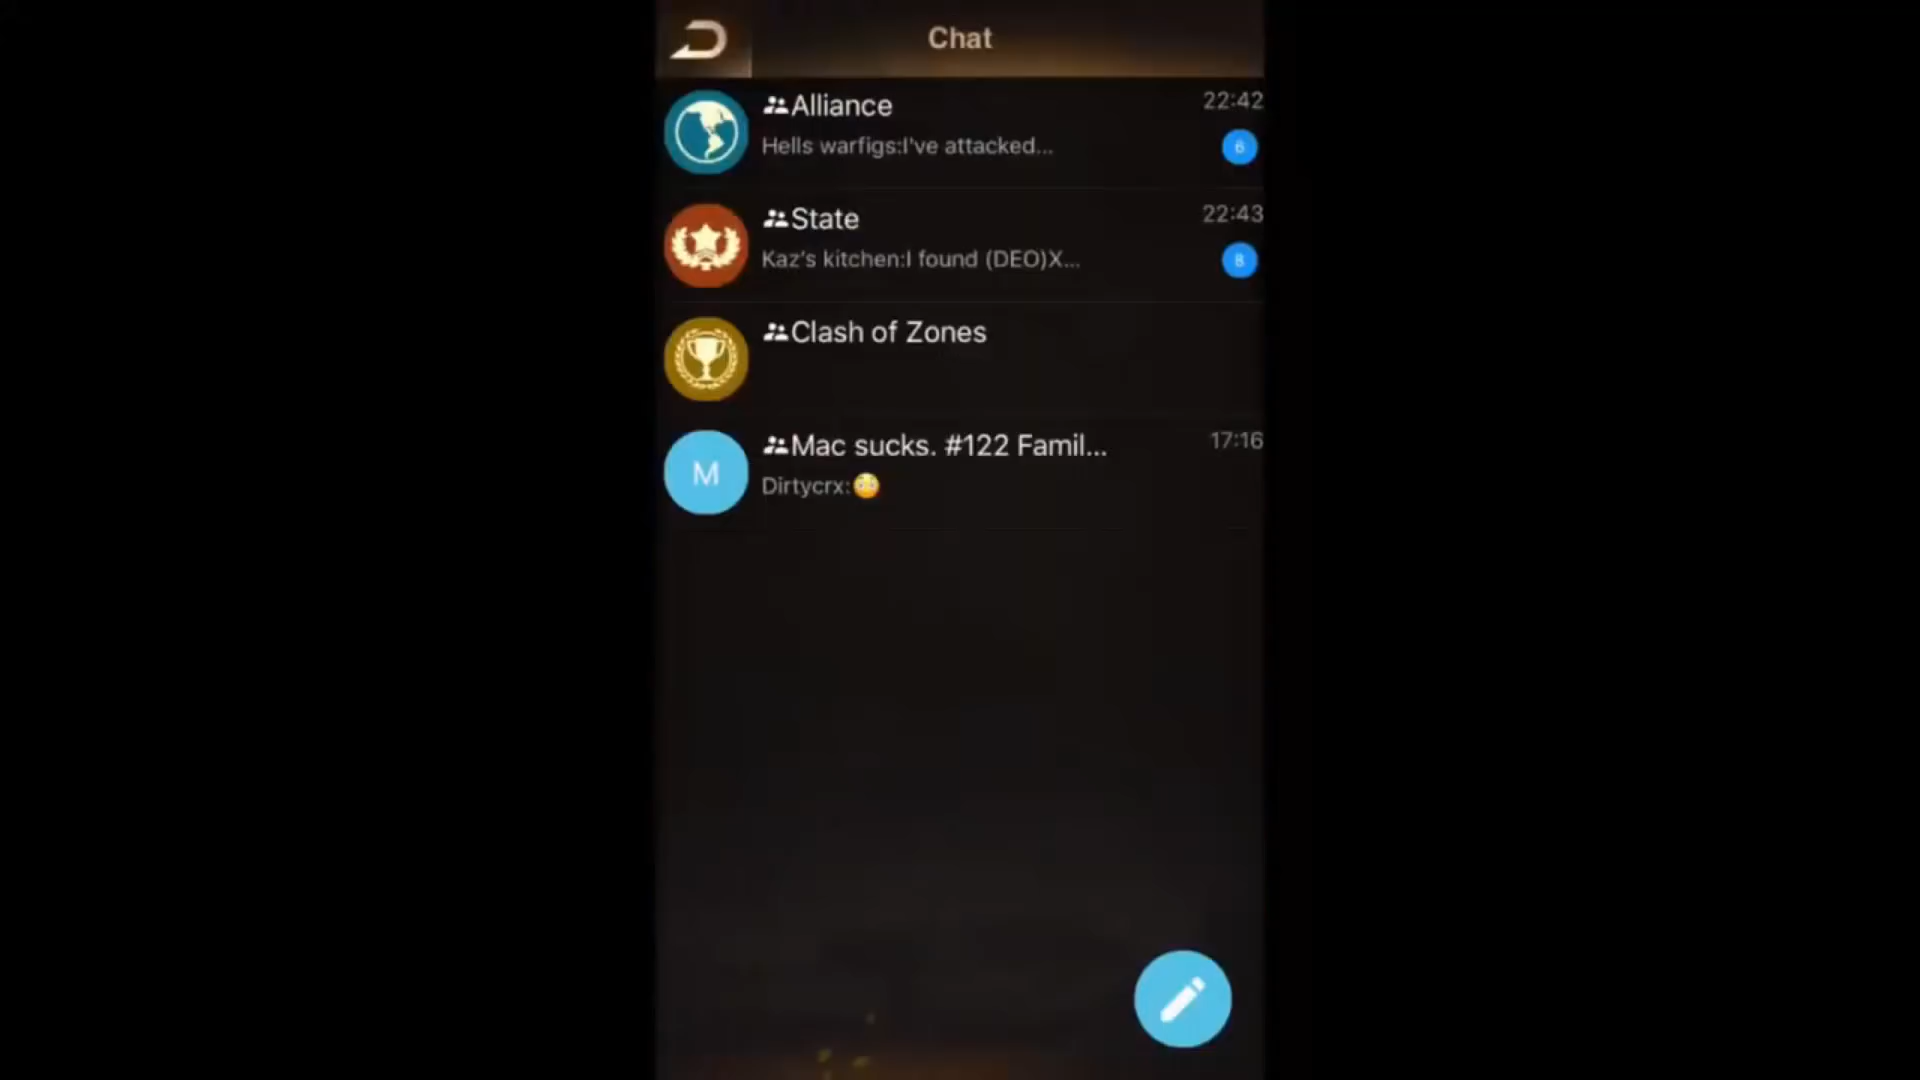 Chat
Alliance
22:42
Hells warfigs:I've attacked...
6
State
22:43
Kaz's kitchen:I found (DEO)X...
8
Clash of Zones
M
Mac sucks. #122 Famil...
17:16
Dirtycrx:😳